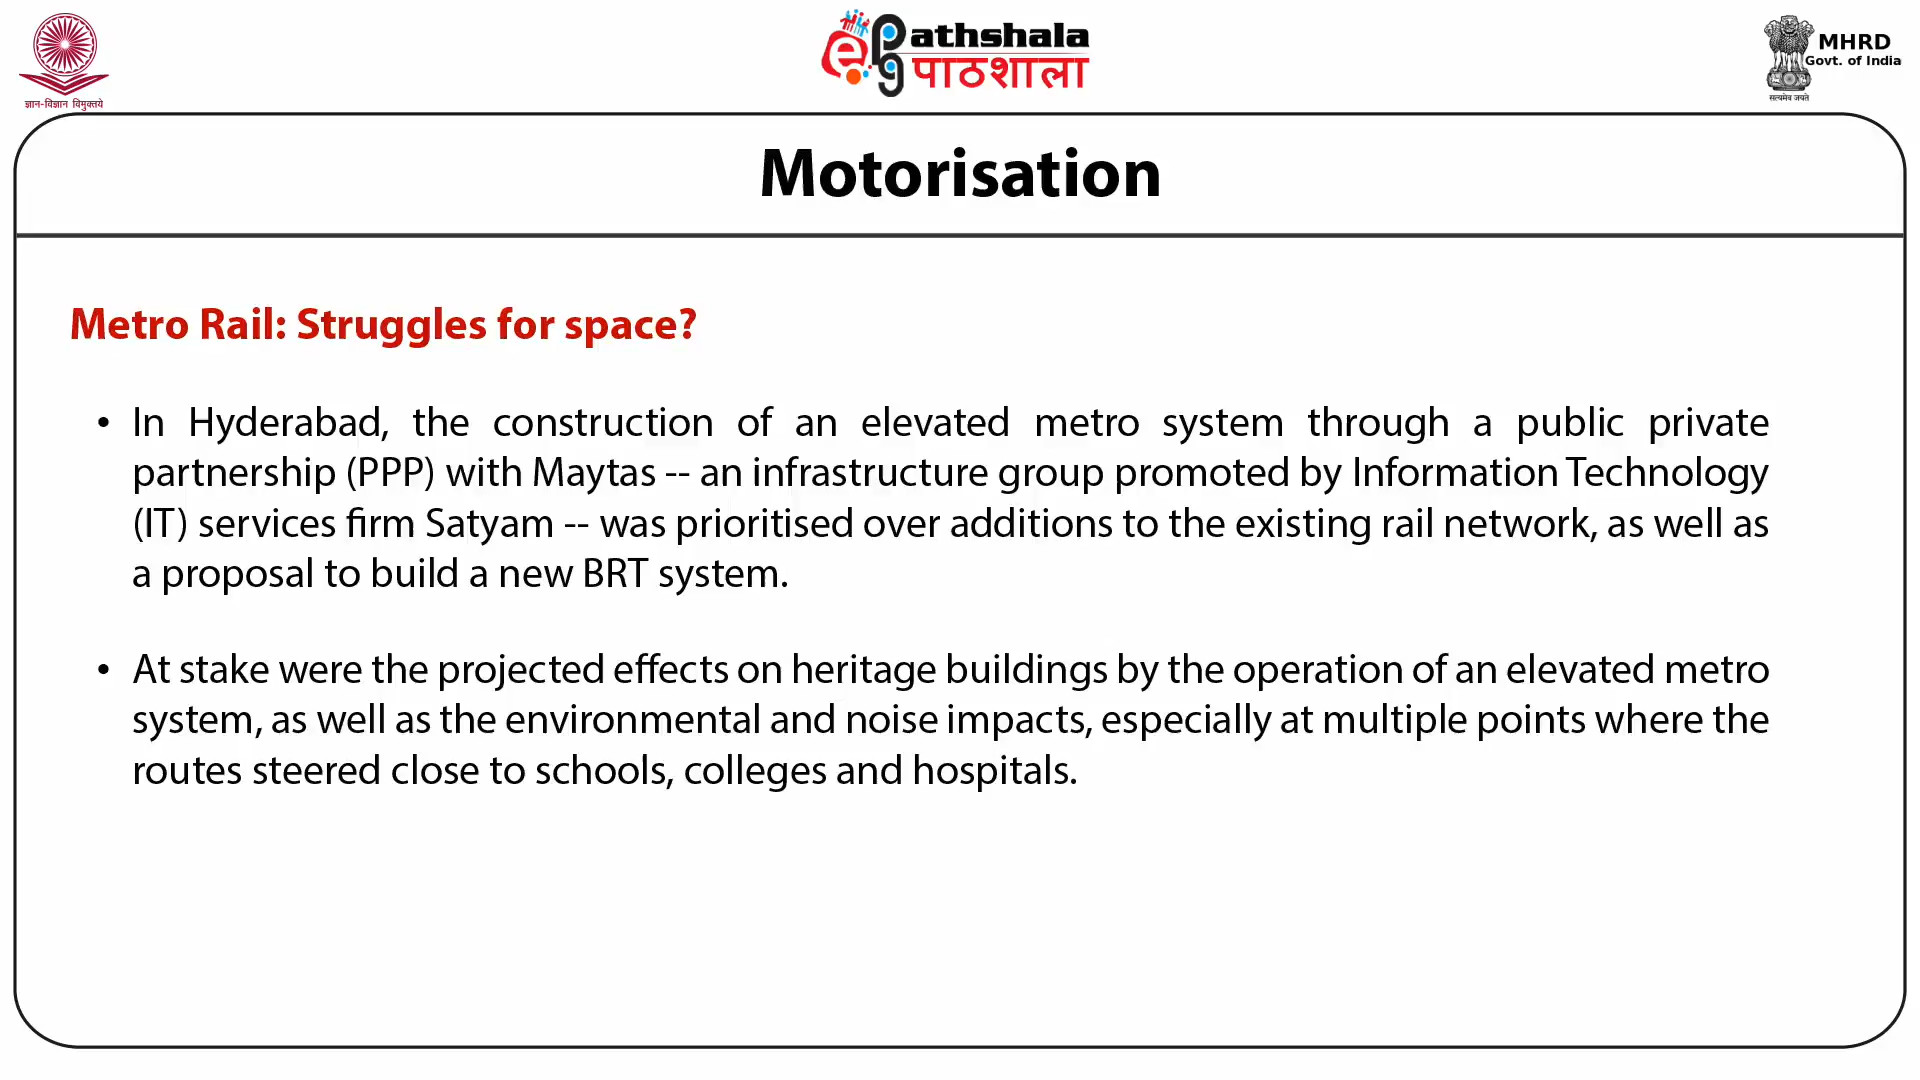 ज्ञान-विज्ञान विमुक्तये
ePathshala
पाठशाला
MHRD
Govt. of India
सत्यमेव जयते
Motorisation
Metro Rail: Struggles for space?
• In Hyderabad, the construction of an elevated metro system through a public private
partnership (PPP) with Maytas -- an infrastructure group promoted by Information Technology
(IT) services firm Satyam -- was prioritised over additions to the existing rail network, as well as
a proposal to build a new BRT system.
• At stake were the projected effects on heritage buildings by the operation of an elevated metro
system, as well as the environmental and noise impacts, especially at multiple points where the
routes steered close to schools, colleges and hospitals.